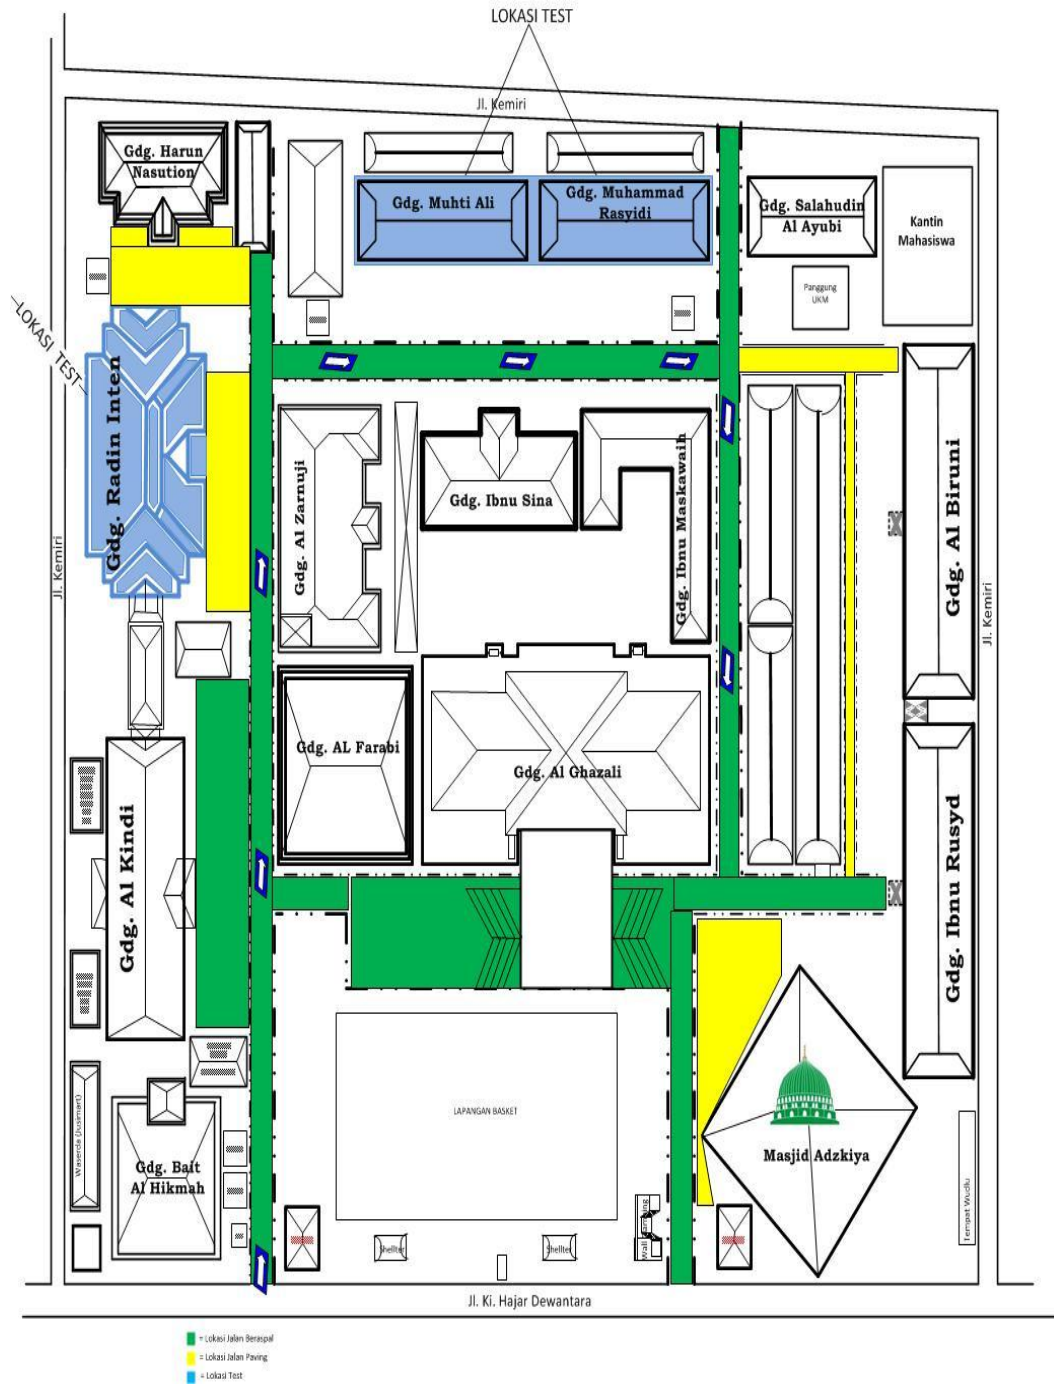 LOKASI TEST
Jl. Kemiri
Gdg. Harun
Nasution
Gdg. Muhti Ali
Gdg. Muhammad
Rasyidi
Gdg. Salahudin
Al Ayubi
Kantin
Mahasiswa
Panggung
UKM
LOKASI TEST
Gdg. Radin Inten
Jl. Kemiri
Gdg. Al Zarnuji
Gdg. Ibnu Sina
Gdg. Ibnu Maskawaih
Gdg. Al Biruni
Jl. Kemiri
Gdg. AL Farabi
Gdg. Al Ghazali
Gdg. Al Kindi
Gdg. Ibnu Rusyd
LAPANGAN BASKET
Waserda (Jusimart)
Gdg. Bait
Al Hikmah
Masjid Adzkiya
Tempat Wudlu
Shellter
Shellter
Wall
Jl. Ki. Hajar Dewantara
= Lokasi Jalan Beraspal
= Lokasi Jalan Paving
= Lokasi Test